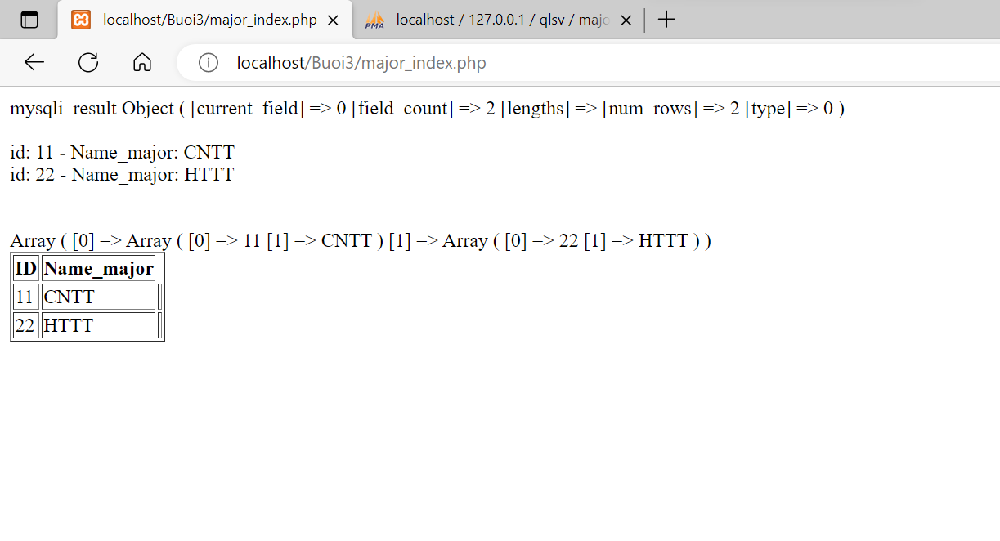 localhost/Buoi3/major_index.php
PMA
localhost / 127.0.0.1 / qlsv / majo
localhost/Buoi3/major_index.php
mysqli_result Object ( [current_field] => 0 [field_count] => 2 [lengths] => [num_rows] => 2 [type] => 0 )
id: 11 - Name_major: CNTT
id: 22 - Name_major: HTTT
Array ( [0] => Array ( [0] => 11 [1] => CNTT ) [1] => Array ( [0] => 22 [1] => HTTT ) )
ID Name_major
11 CNTT
22 HTTT